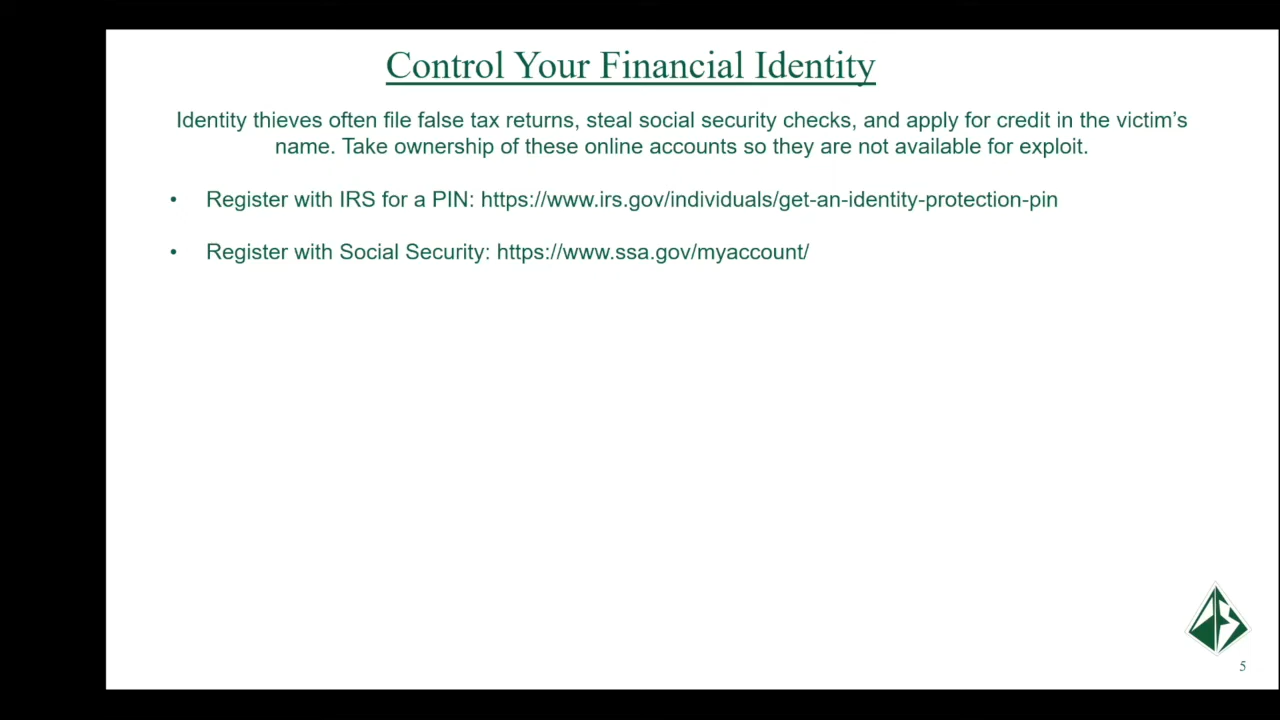 Control Your Financial Identity
Identity thieves often file false tax returns, steal social security checks, and apply for credit in the victim’s
name. Take ownership of these online accounts so they are not available for exploit.
• Register with IRS for a PIN: https://www.irs.gov/individuals/get-an-identity-protection-pin
• Register with Social Security: https://www.ssa.gov/myaccount/
5